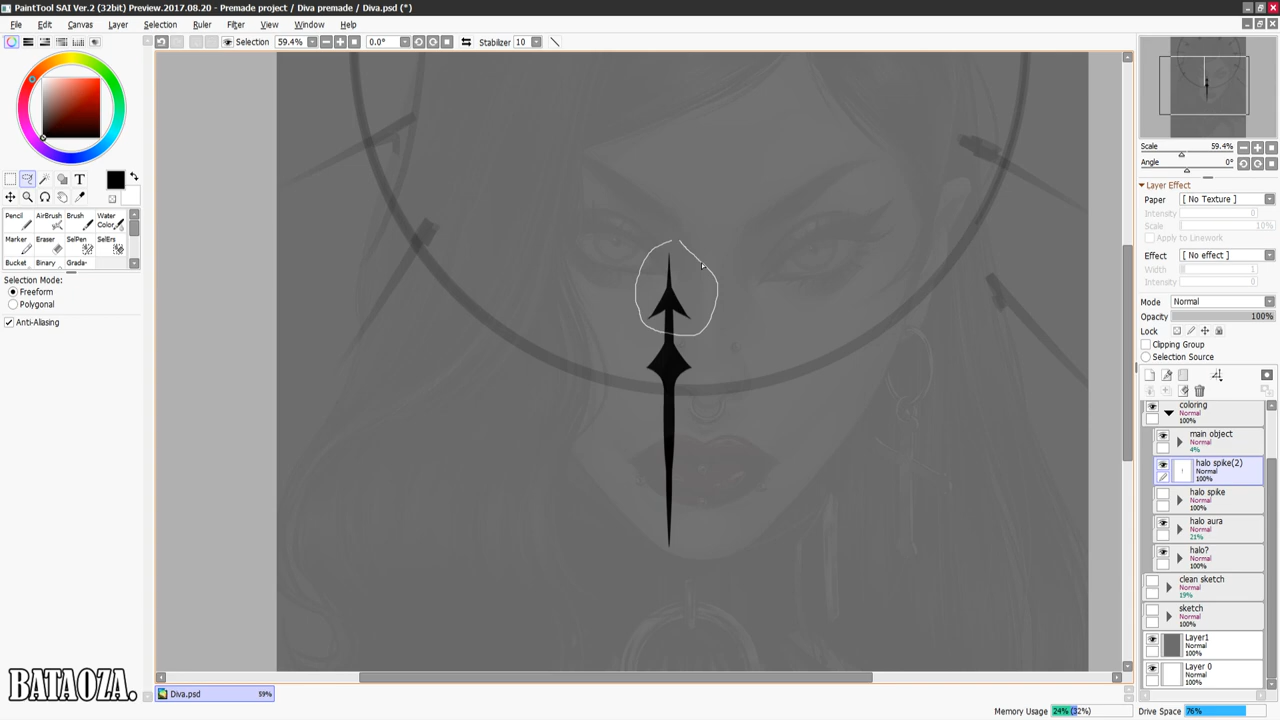 PaintTool SAI Ver.2 (32bit) Preview.2017.08.20 - Premade project / Diva premade / Diva.psd (*)
File Edit Canvas Layer Selection Ruler Filter View Window Help
Selection 59.4% 0.0° Stabilizer 10
Scale 59.4%
Angle 0°
Layer Effect
Paper [ No Texture ]
Intensity 0
Scale 10%
Apply to Linework
Effect [ No effect ]
Width 1
Intensity 0
Mode Normal
Opacity 100%
Lock
Clipping Group
Selection Source
T
Pencil AirBrush Brush Water Color
Marker Eraser SelPen SelErs
Bucket Binary Grada-
Selection Mode:
Freeform
Polygonal
Anti-Aliasing
coloring
Normal
100%
main object
Normal
4%
halo spike(2)
Normal
100%
halo spike
Normal
100%
halo aura
Normal
21%
halo?
Normal
100%
clean sketch
Normal
19%
sketch
Normal
100%
Layer1
Normal
100%
Layer 0
Normal
100%
BATAOZA.
Diva.psd 59%
Memory Usage 24% (32%) Drive Space 76%